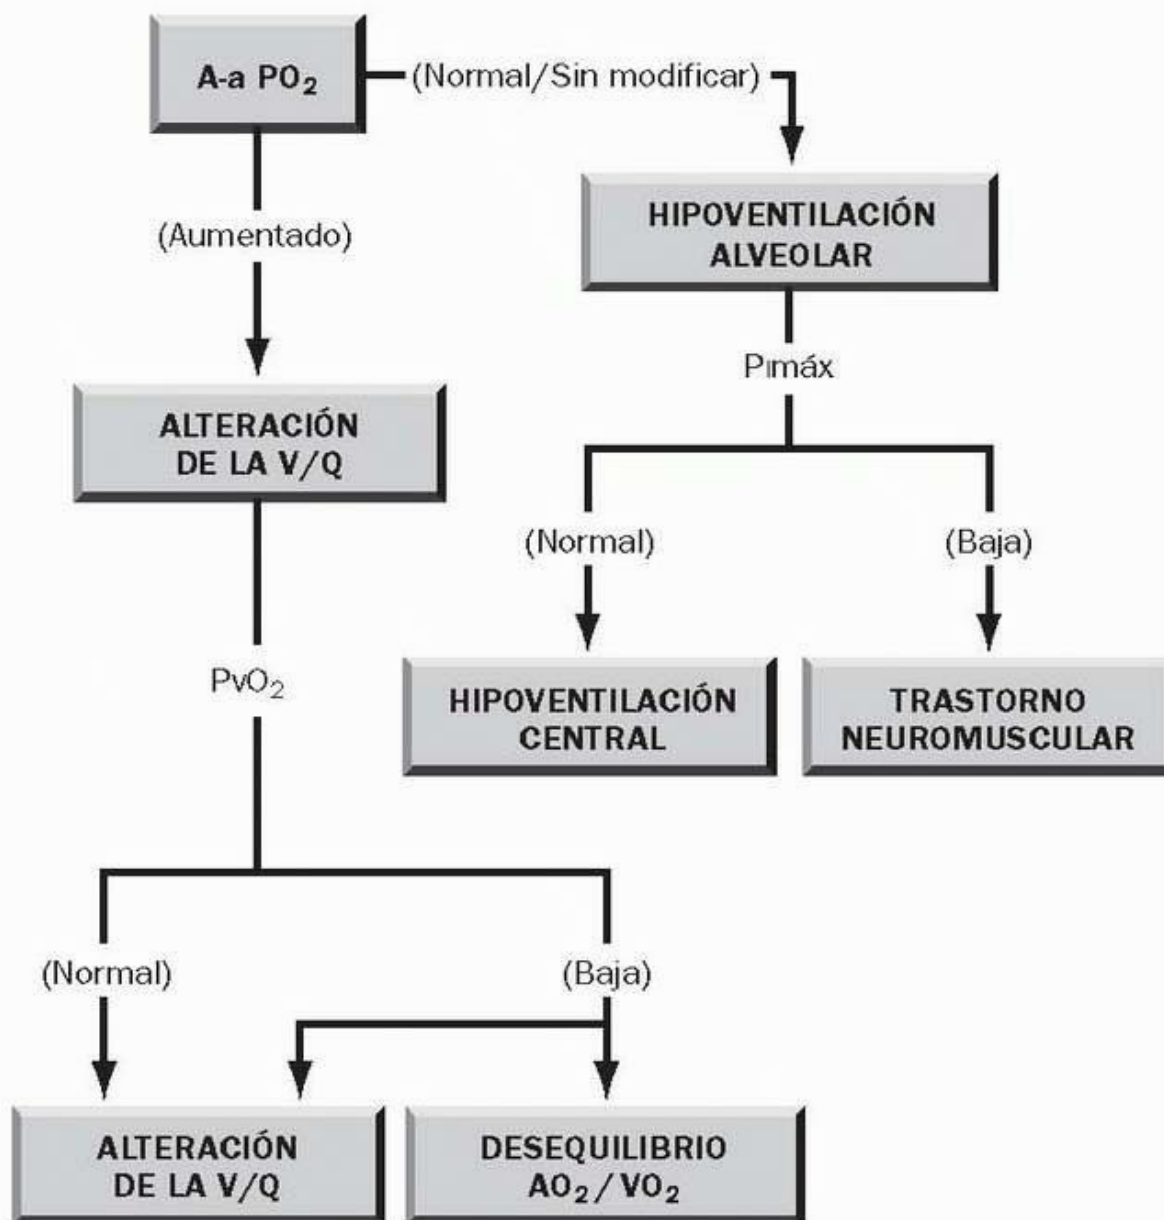 A-a PO₂
(Normal/Sin modificar)
(Aumentado)
HIPOVENTILACIÓN
ALVEOLAR
PImáx
ALTERACIÓN
DE LA V/Q
(Normal)
(Baja)
PvO₂
HIPOVENTILACIÓN
CENTRAL
TRASTORNO
NEUROMUSCULAR
(Normal)
(Baja)
ALTERACIÓN
DE LA V/Q
DESEQUILIBRIO
AO₂/VO₂